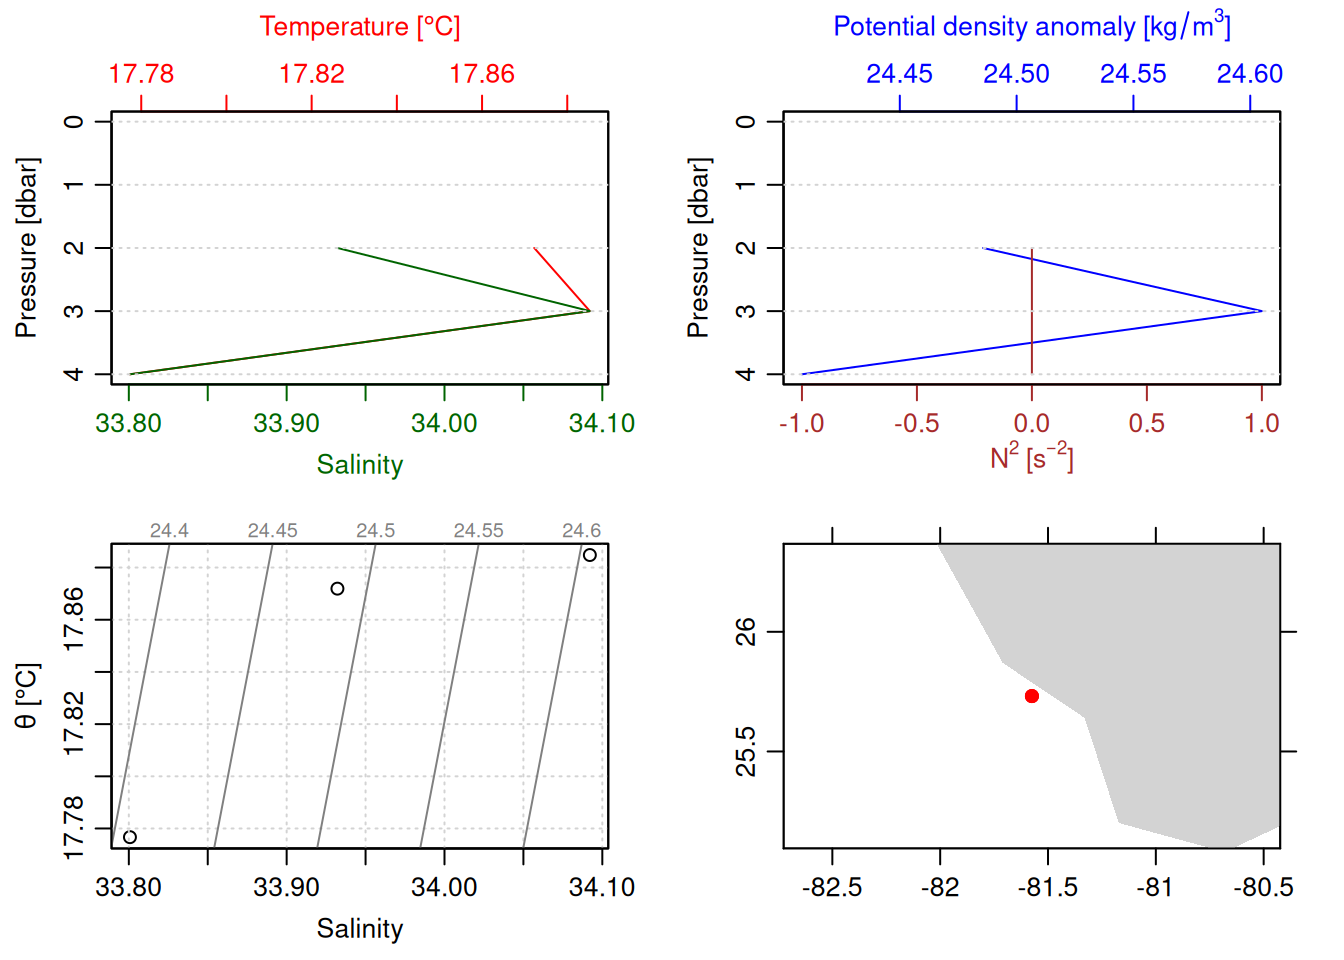 Temperature [°C]
17.78 17.82 17.86
0
1
2
3
4
Pressure [dbar]
33.80 33.90 34.00 34.10
Salinity
Potential density anomaly [kg/m³]
24.45 24.50 24.55 24.60
0
1
2
3
4
Pressure [dbar]
-1.0 -0.5 0.0 0.5 1.0
N² [s⁻²]
24.4 24.45 24.5 24.55 24.6
17.86
17.82
17.78
θ [°C]
33.80 33.90 34.00 34.10
Salinity
26
25.5
-82.5 -82 -81.5 -81 -80.5